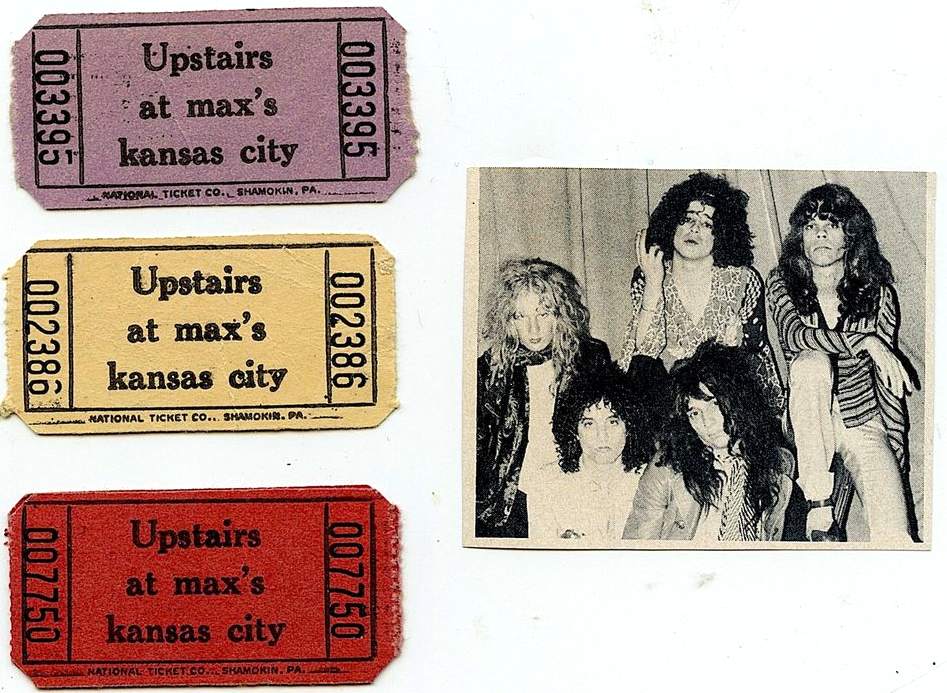 003395
Upstairs
at max's
kansas city
003395
NATIONAL TICKET CO., SHAMOKIN, PA.
002386
Upstairs
at max's
kansas city
002386
NATIONAL TICKET CO., SHAMOKIN, PA.
007750
Upstairs
at max's
kansas city
007750
NATIONAL TICKET CO., SHAMOKIN, PA.